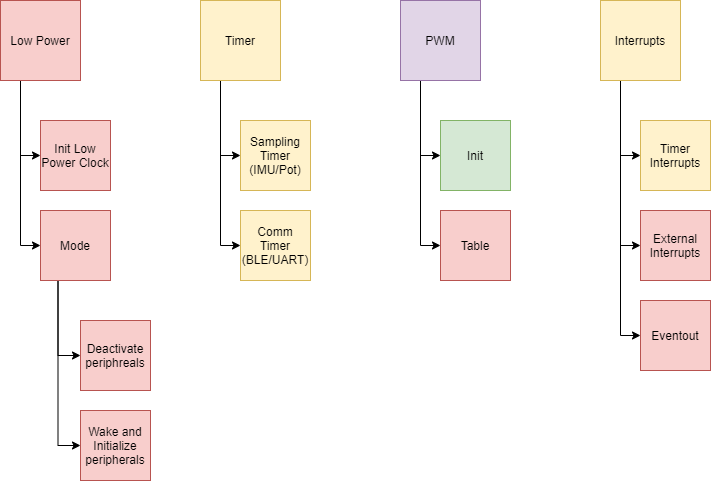 Low Power
Timer
PWM
Interrupts
Init Low
Power Clock
Sampling
Timer
(IMU/Pot)
Init
Timer
Interrupts
Mode
Comm
Timer
(BLE/UART)
Table
External
Interrupts
Deactivate
periphreals
Eventout
Wake and
Initialize
peripherals